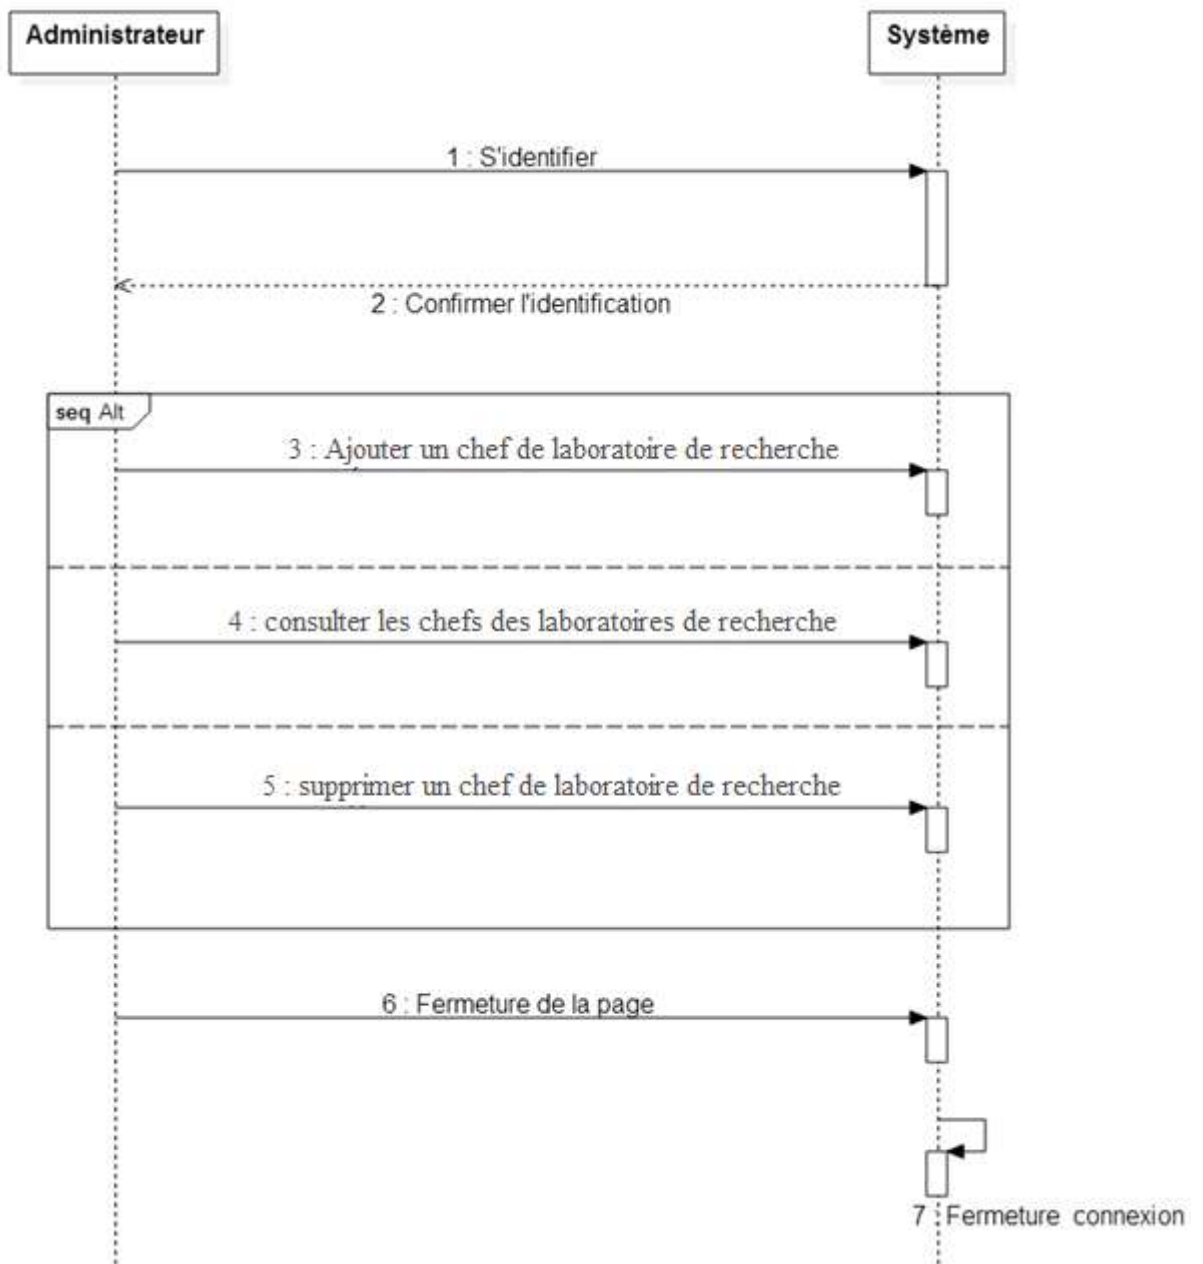 Administrateur
Système
1 : S'identifier
2 : Confirmer l'identification
seq Alt
3 : Ajouter un chef de laboratoire de recherche
4 : consulter les chefs des laboratoires de recherche
5 : supprimer un chef de laboratoire de recherche
6 : Fermeture de la page
7 : Fermeture connexion